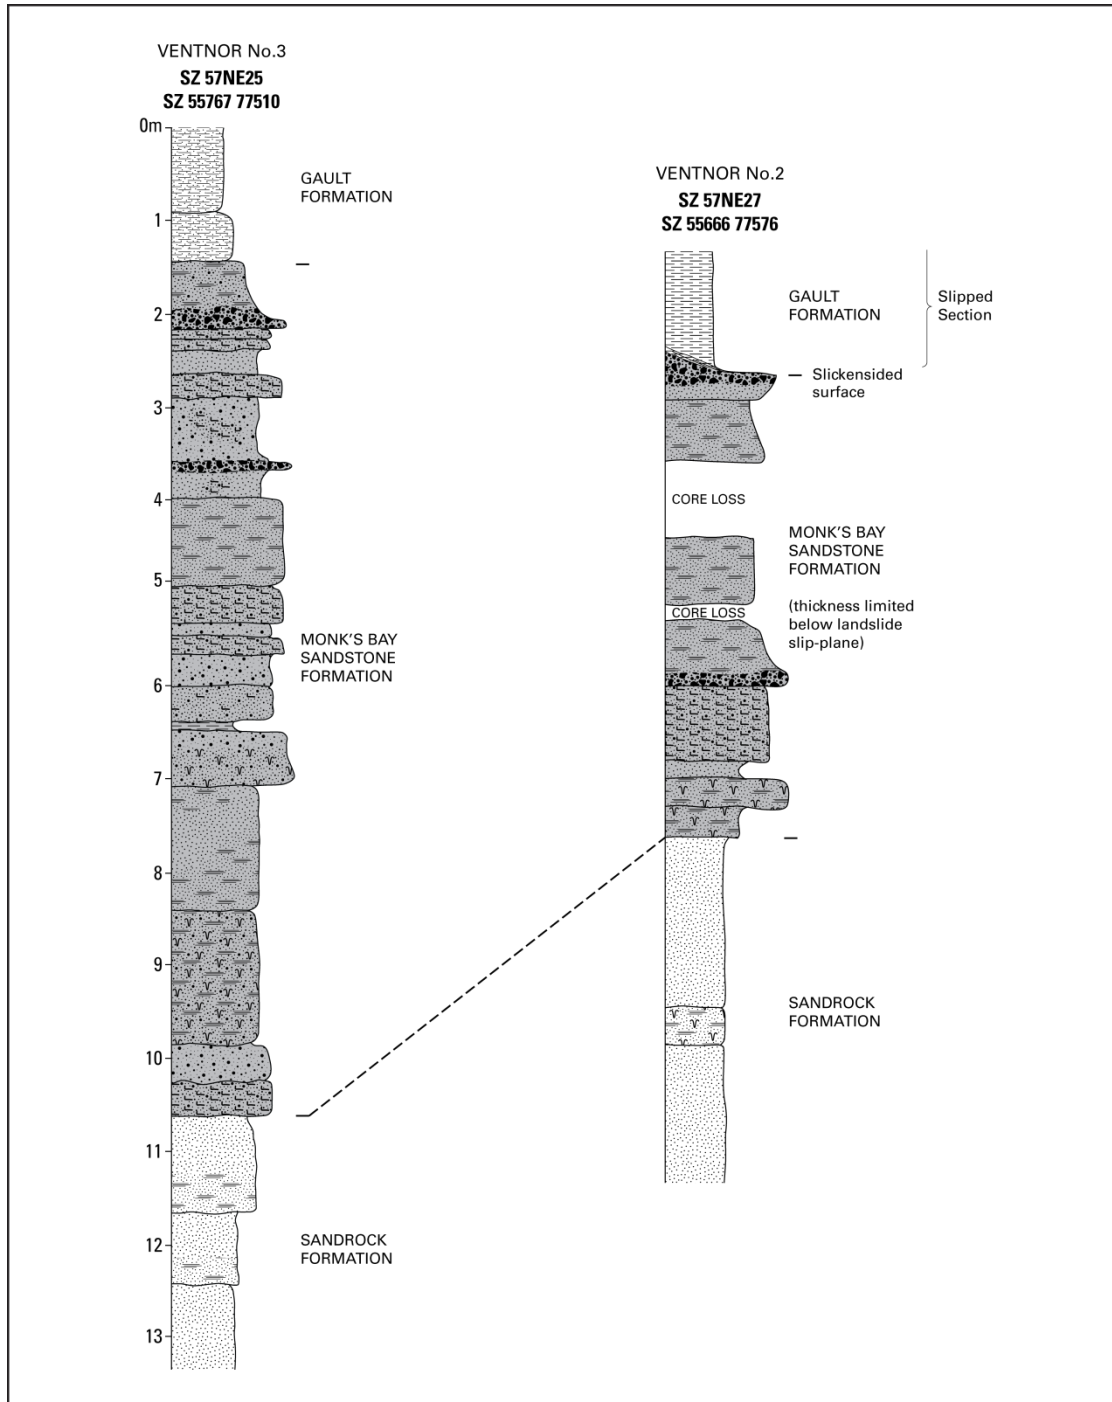 VENTNOR No.3
SZ 57NE25
SZ 55767 77510
0m
1
2
3
4
5
6
7
8
9
10
11
12
13
GAULT
FORMATION
MONK'S BAY
SANDSTONE
FORMATION
SANDROCK
FORMATION
VENTNOR No.2
SZ 57NE27
SZ 55666 77576
GAULT
FORMATION
Slipped
Section
Slickensided
surface
CORE LOSS
MONK'S BAY
SANDSTONE
FORMATION
CORE LOSS
(thickness limited
below landslide
slip-plane)
SANDROCK
FORMATION